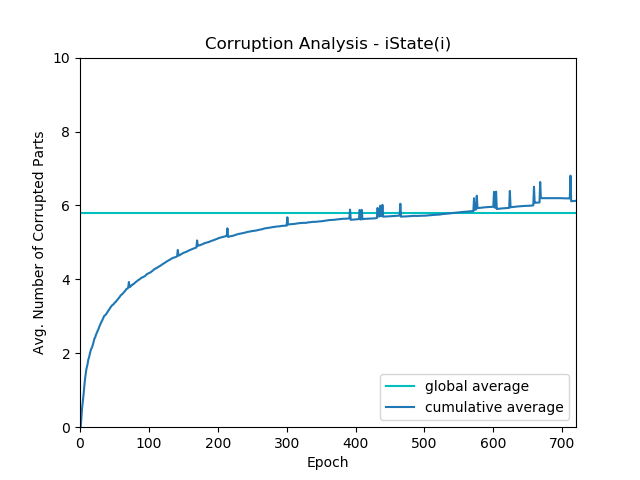 Corruption Analysis - iState(i)
Avg. Number of Corrupted Parts
10
8
6
4
2
0
0 100 200 300 400 500 600 700
Epoch
global average
cumulative average